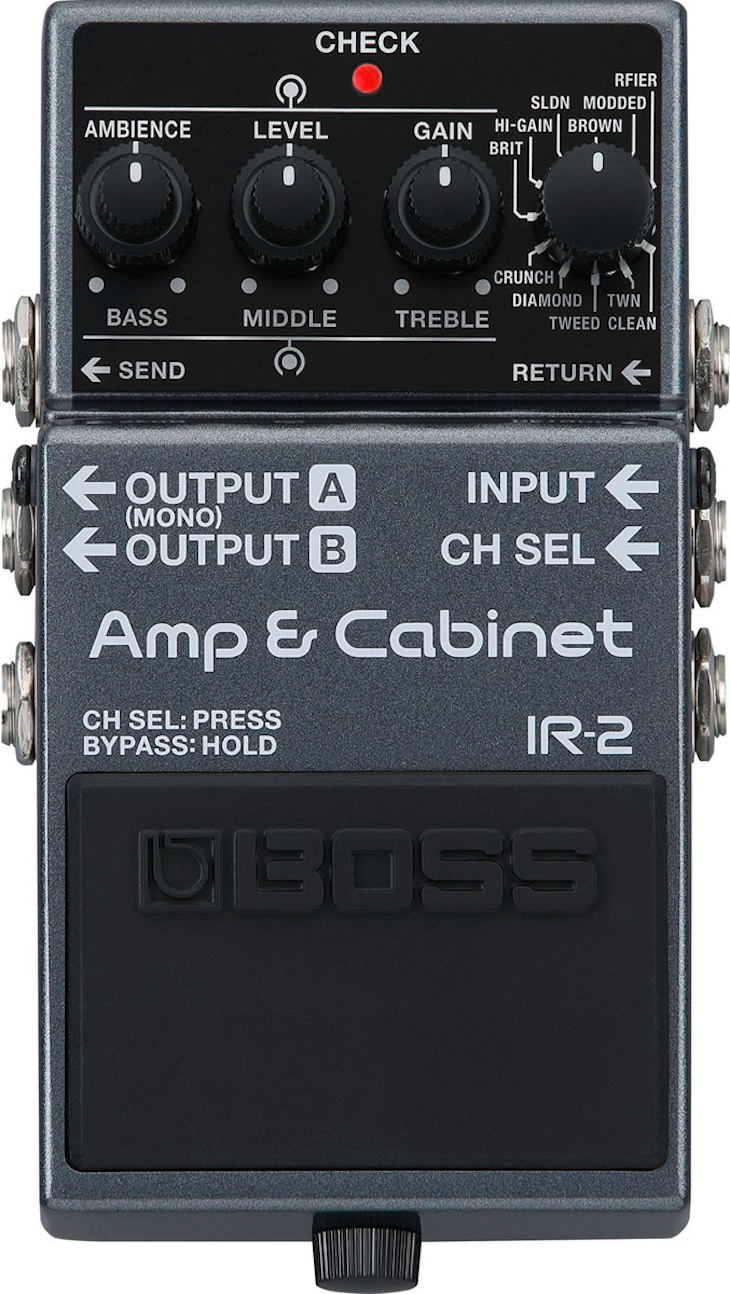 CHECK
RFIER
SLDN MODDED
HI-GAIN BROWN
AMBIENCE LEVEL GAIN
BRIT
CRUNCH
DIAMOND TWN
BASS MIDDLE TREBLE
TWEED CLEAN
← SEND RETURN ←
← OUTPUT A INPUT ←
(MONO)
← OUTPUT B CH SEL ←
Amp & Cabinet
CH SEL: PRESS
BYPASS: HOLD
IR-2
BOSS